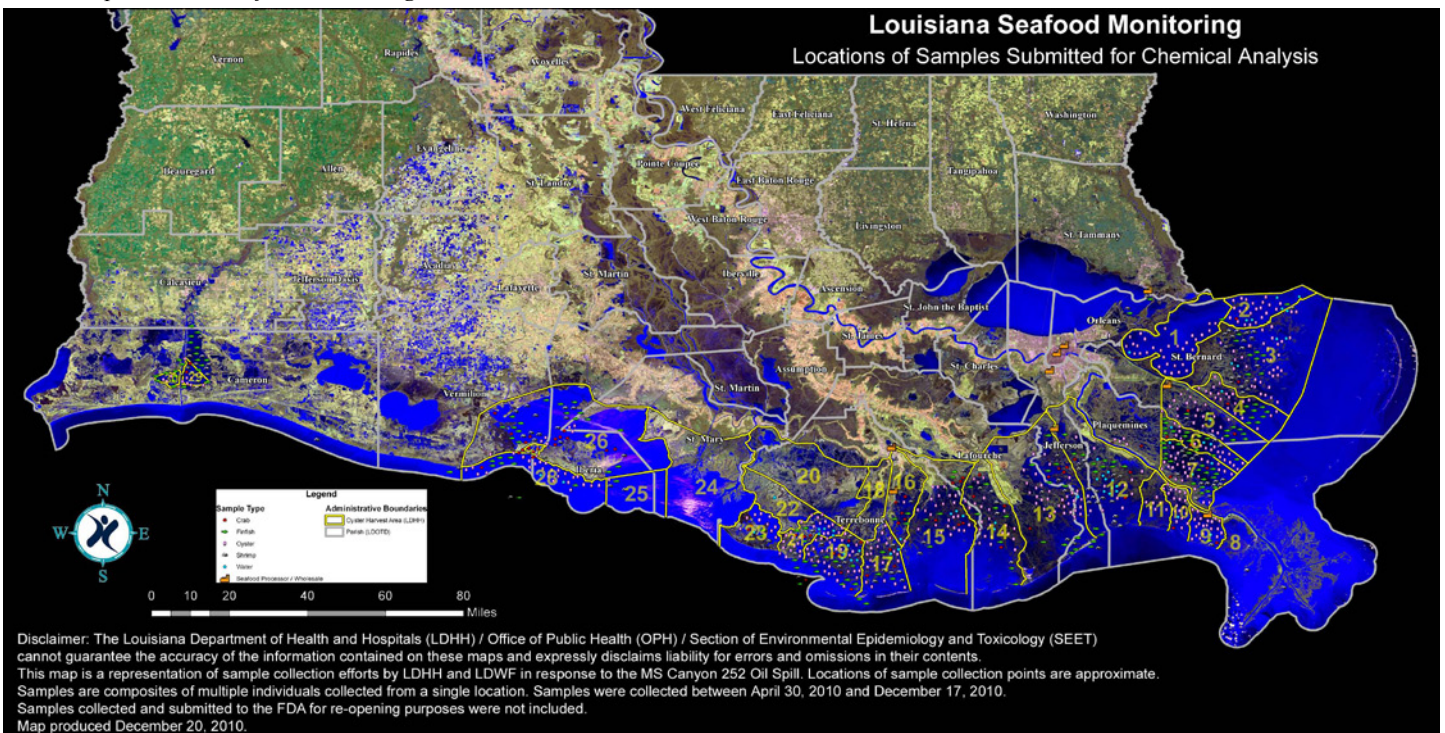 Louisiana Seafood Monitoring
Locations of Samples Submitted for Chemical Analysis
Vernon
Rapides
Avoyelles
West Feliciana
East Feliciana
St. Helena
Washington
Beauregard
Allen
Evangeline
St. Landry
Pointe Coupee
East Baton Rouge
Tangipahoa
West Baton Rouge
Livingston
St. Tammany
Calcasieu
Jefferson Davis
Acadia
Lafayette
St. Martin
Iberville
Ascension
St. John the Baptist
Orleans
St. James
St. Bernard
Cameron
Vermilion
St. Martin
Assumption
St. Charles
Plaquemines
Iberia
St. Mary
Lafourche
Jefferson
Terrebonne
1
2
3
4
5
6
7
8
9
10
11
12
13
14
15
16
17
18
19
20
21
22
23
24
25
26
28
N
W E
S
Legend
Sample Type
Crab
Finfish
Oyster
Shrimp
Water
Seafood Processor / Wholesale
Administrative Boundaries
Oyster Harvest Area (LDHH)
Parish (LDOTD)
0 10 20 40 60 80
Miles
Disclaimer: The Louisiana Department of Health and Hospitals (LDHH) / Office of Public Health (OPH) / Section of Environmental Epidemiology and Toxicology (SEET)
cannot guarantee the accuracy of the information contained on these maps and expressly disclaims liability for errors and omissions in their contents.
This map is a representation of sample collection efforts by LDHH and LDWF in response to the MS Canyon 252 Oil Spill. Locations of sample collection points are approximate.
Samples are composites of multiple individuals collected from a single location. Samples were collected between April 30, 2010 and December 17, 2010.
Samples collected and submitted to the FDA for re-opening purposes were not included.
Map produced December 20, 2010.